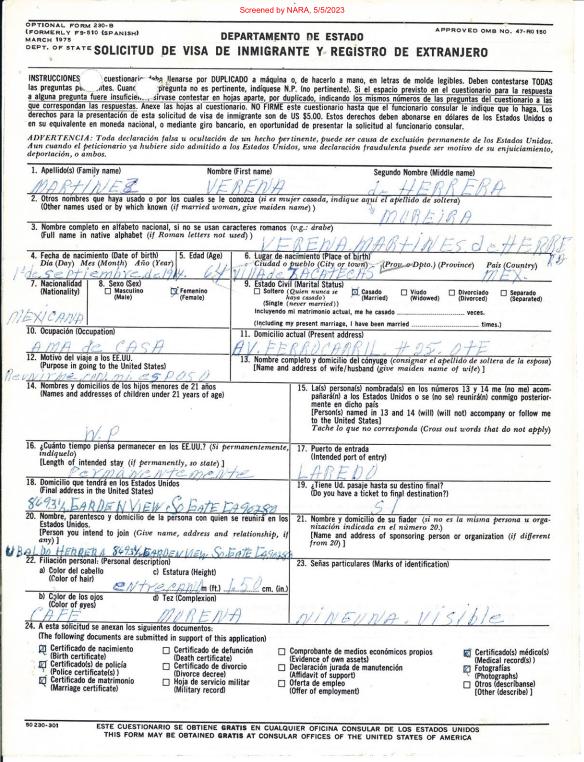 Screened by NARA, 5/5/2023
OPTIONAL FORM 230-B
(FORMERLY FS-510 (SPANISH)
MARCH 1975
DEPT. OF STATE
APPROVED OMB NO. 47-R0160
DEPARTAMENTO DE ESTADO
SOLICITUD DE VISA DE INMIGRANTE Y REGISTRO DE EXTRANJERO
INSTRUCCIONES cuestionario llenarse por DUPLICADO a máquina o, de hacerlo a mano, en letras de molde legibles. Deben contestarse TODAS
las preguntas Cuando pregunta no es pertinente, indíquese N.P. (no pertinente). Si el espacio previsto en el cuestionario para la respuesta
a alguna pregunta fuere insuficiente, sírvase contestar en hojas aparte, por duplicado, indicando los mismos números de las preguntas del cuestionario a las
que correspondan las respuestas. Anexe las hojas al cuestionario. NO FIRME este cuestionario hasta que el funcionario consular le indique que lo haga. Los
derechos para la presentación de esta solicitud de visa de inmigrante son de US $5.00. Estos derechos deben abonarse en dólares de los Estados Unidos o
en su equivalente en moneda nacional, o mediante giro bancario, en oportunidad de presentar la solicitud al funcionario consular.
ADVERTENCIA: Toda declaración falsa u ocultación de un hecho pertinente, puede ser causa de exclusión permanente de los Estados Unidos.
Aun cuando el peticionario ya hubiere sido admitido a los Estados Unidos, una declaración fraudulenta puede ser motivo de su enjuiciamiento,
deportación, o ambos.
1. Apellido(s) (Family name) Nombre (First name) Segundo Nombre (Middle name)
MARTINEZ VERENA de HERRERA
2. Otros nombres que haya usado o por los cuales se le conozca (si es mujer casada, indique aquí el apellido de soltera)
(Other names used or by which known (if married woman, give maiden name)
MOREIRA
3. Nombre completo en alfabeto nacional, si no se usan caracteres romanos (v.g.: árabe)
(Full name in native alphabet (if Roman letters not used))
VERENA MARTINES de HERRERA
4. Fecha de nacimiento (Date of birth) 5. Edad (Age)
Día (Day) Mes (Month) Año (Year)
1° de septiembre de 64
6. Lugar de nacimiento (Place of birth)
Ciudad o pueblo (City or town) (Prov. o Dpto.) (Province) País (Country)
ZACATECAS MEX.
7. Nacionalidad
(Nationality)
MEXICANA
8. Sexo (Sex)
Masculino
(Male)
Femenino
(Female)
9. Estado Civil (Marital Status)
Soltero (Quien nunca se
haya casado)
(Single (never married))
Casado
(Married)
Viudo
(Widowed)
Divorciado
(Divorced)
Separado
(Separated)
Incluyendo mi matrimonio actual, me he casado veces.
(Including my present marriage, I have been married times.)
10. Ocupación (Occupation)
AMA de CASA
11. Domicilio actual (Present address)
AV. FERROCARRIL #25. OTE
12. Motivo del viaje a los EE.UU.
(Purpose in going to the United States)
Reunirme con mi ESPOSO
13. Nombre completo y domicilio del cónyuge (consignar el apellido de soltera de la esposa)
[Name and address of wife/husband (give maiden name of wife)]
14. Nombres y domicilios de los hijos menores de 21 años
(Names and addresses of children under 21 years of age)
N.P
15. La(s) persona(s) nombrada(s) en los números 13 y 14 me (no me) acom-
pañará(n) a los Estados Unidos o se (no se) reunirá(n) conmigo posterior-
mente en dicho país
[Person(s) named in 13 and 14 (will) (will not) accompany or follow me
to the United States]
Tache lo que no corresponda (Cross out words that do not apply)
16. ¿Cuánto tiempo piensa permanecer en los EE.UU.? (Si permanentemente,
indíquelo)
[Length of intended stay (if permanently, so state)]
Permanentemente
17. Puerto de entrada
(Intended port of entry)
LAREDO
18. Domicilio que tendrá en los Estados Unidos
(Final address in the United States)
8693½ GARDEN VIEW So GATE CA 90280
19. ¿Tiene Ud. pasaje hasta su destino final?
(Do you have a ticket to final destination?)
SI
20. Nombre, parentesco y domicilio de la persona con quien se reunirá en los
Estados Unidos.
[Person you intend to join (Give name, address and relationship, if
any)]
UBALDO HERRERA 8693½ GARDEN VIEW So GATE CA 90280
21. Nombre y domicilio de su fiador (si no es la misma persona u orga-
nización indicada en el número 20.)
[Name and address of sponsoring person or organization (if different
from 20)]
22. Filiación personal: (Personal description)
a) Color del cabello
(Color of hair)
c) Estatura (Height)
entrecano m (ft.) 1.50 cm. (in.)
b) Color de los ojos
(Color of eyes)
d) Tez (Complexion)
CAFE MORENA
23. Señas particulares (Marks of identification)
NINGUNA. Visible
24. A esta solicitud se anexan los siguientes documentos:
(The following documents are submitted in support of this application)
Certificado de nacimiento
(Birth certificate)
Certificado(s) de policía
(Police certificate(s))
Certificado de matrimonio
(Marriage certificate)
Certificado de defunción
(Death certificate)
Certificado de divorcio
(Divorce decree)
Hoja de servicio militar
(Military record)
Comprobante de medios económicos propios
(Evidence of own assets)
Declaración jurada de manutención
(Affidavit of support)
Oferta de empleo
(Offer of employment)
Certificado(s) médico(s)
(Medical record(s))
Fotografías
(Photographs)
Otros (descríbanse)
[Other (describe)]
50230-301
ESTE CUESTIONARIO SE OBTIENE GRATIS EN CUALQUIER OFICINA CONSULAR DE LOS ESTADOS UNIDOS
THIS FORM MAY BE OBTAINED GRATIS AT CONSULAR OFFICES OF THE UNITED STATES OF AMERICA